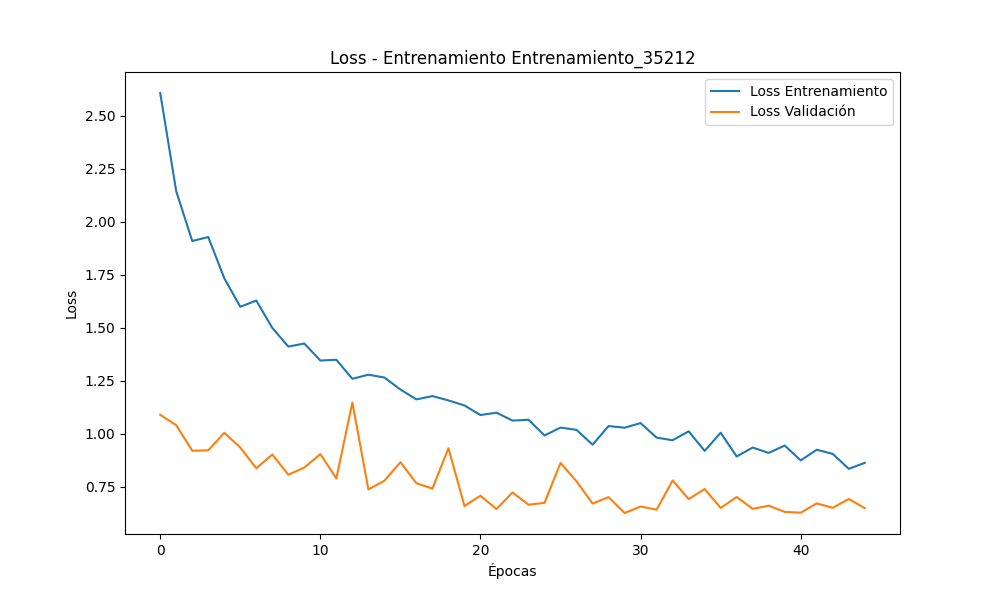 Loss - Entrenamiento Entrenamiento_35212
Loss Entrenamiento
Loss Validación
2.50
2.25
2.00
1.75
1.50
1.25
1.00
0.75
Loss
0 10 20 30 40
Épocas